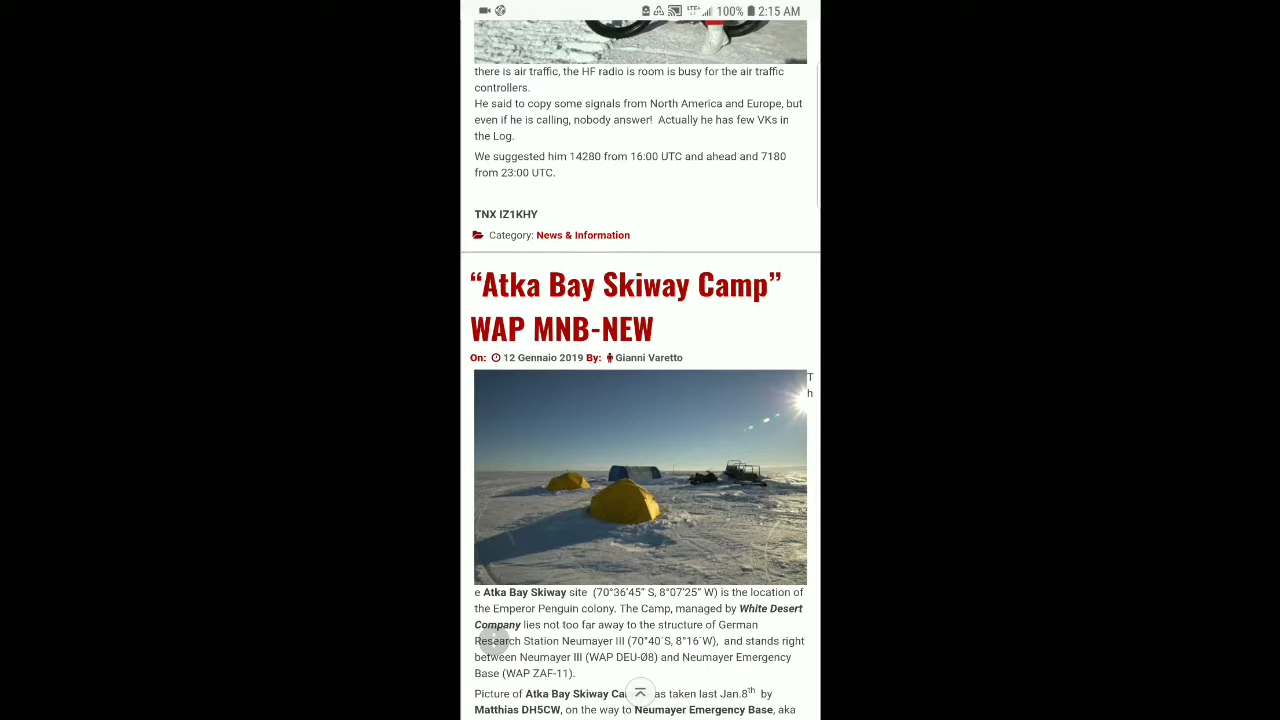 LTE+ 100% 2:15 AM
there is air traffic, the HF radio is room is busy for the air traffic
controllers.
He said to copy some signals from North America and Europe, but
even if he is calling, nobody answer!  Actually he has few VKs in
the Log.
We suggested him 14280 from 16:00 UTC and ahead and 7180
from 23:00 UTC.
TNX IZ1KHY
Category: News & Information
“Atka Bay Skiway Camp”
WAP MNB-NEW
On: 12 Gennaio 2019 By: Gianni Varetto
T
h
e Atka Bay Skiway site  (70°36’45” S, 8°07’25” W) is the location of
the Emperor Penguin colony. The Camp, managed by White Desert
Company lies not too far away to the structure of German
Research Station Neumayer III (70°40´S, 8°16´W),  and stands right
between Neumayer III (WAP DEU-Ø8) and Neumayer Emergency
Base (WAP ZAF-11).
Picture of Atka Bay Skiway taken last Jan.8th by
Matthias DH5CW, on the way to Neumayer Emergency Base, aka